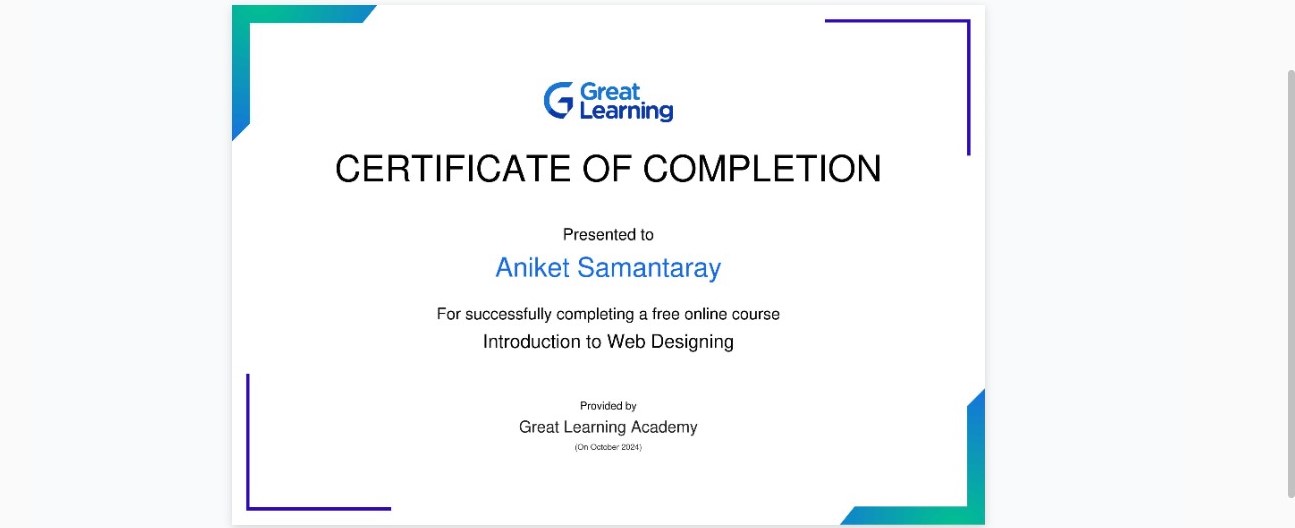 Great
Learning
CERTIFICATE OF COMPLETION
Presented to
Aniket Samantaray
For successfully completing a free online course
Introduction to Web Designing
Provided by
Great Learning Academy
(On October 2024)